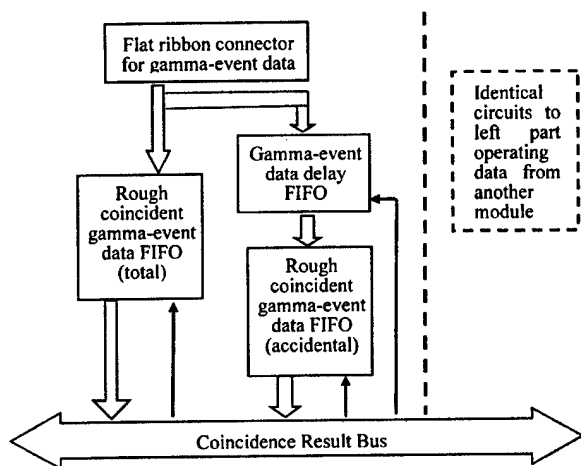 Flat ribbon connector
for gamma-event data
Gamma-event
data delay
FIFO
Rough
coincident
gamma-event
data FIFO
(total)
Rough
coincident
gamma-event
data FIFO
(accidental)
Identical
circuits to
left part
operating
data from
another
module
Coincidence Result Bus